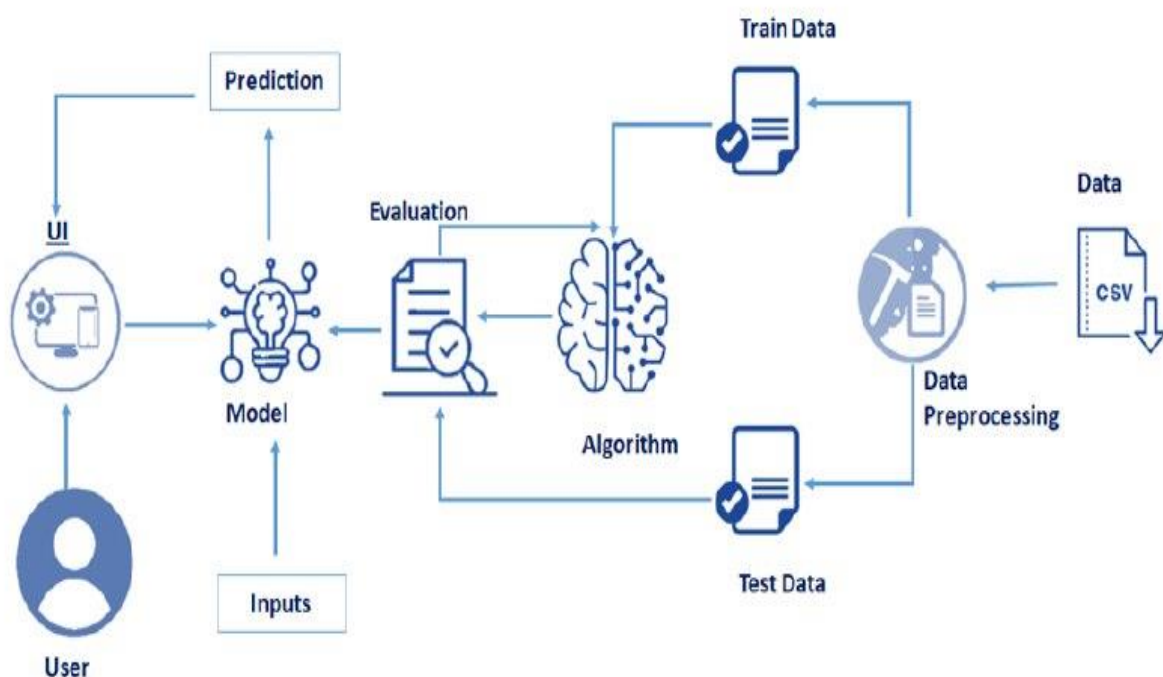 Train Data
Prediction
Data
Evaluation
UI
CSV
Model
Data
Preprocessing
Algorithm
Test Data
Inputs
User